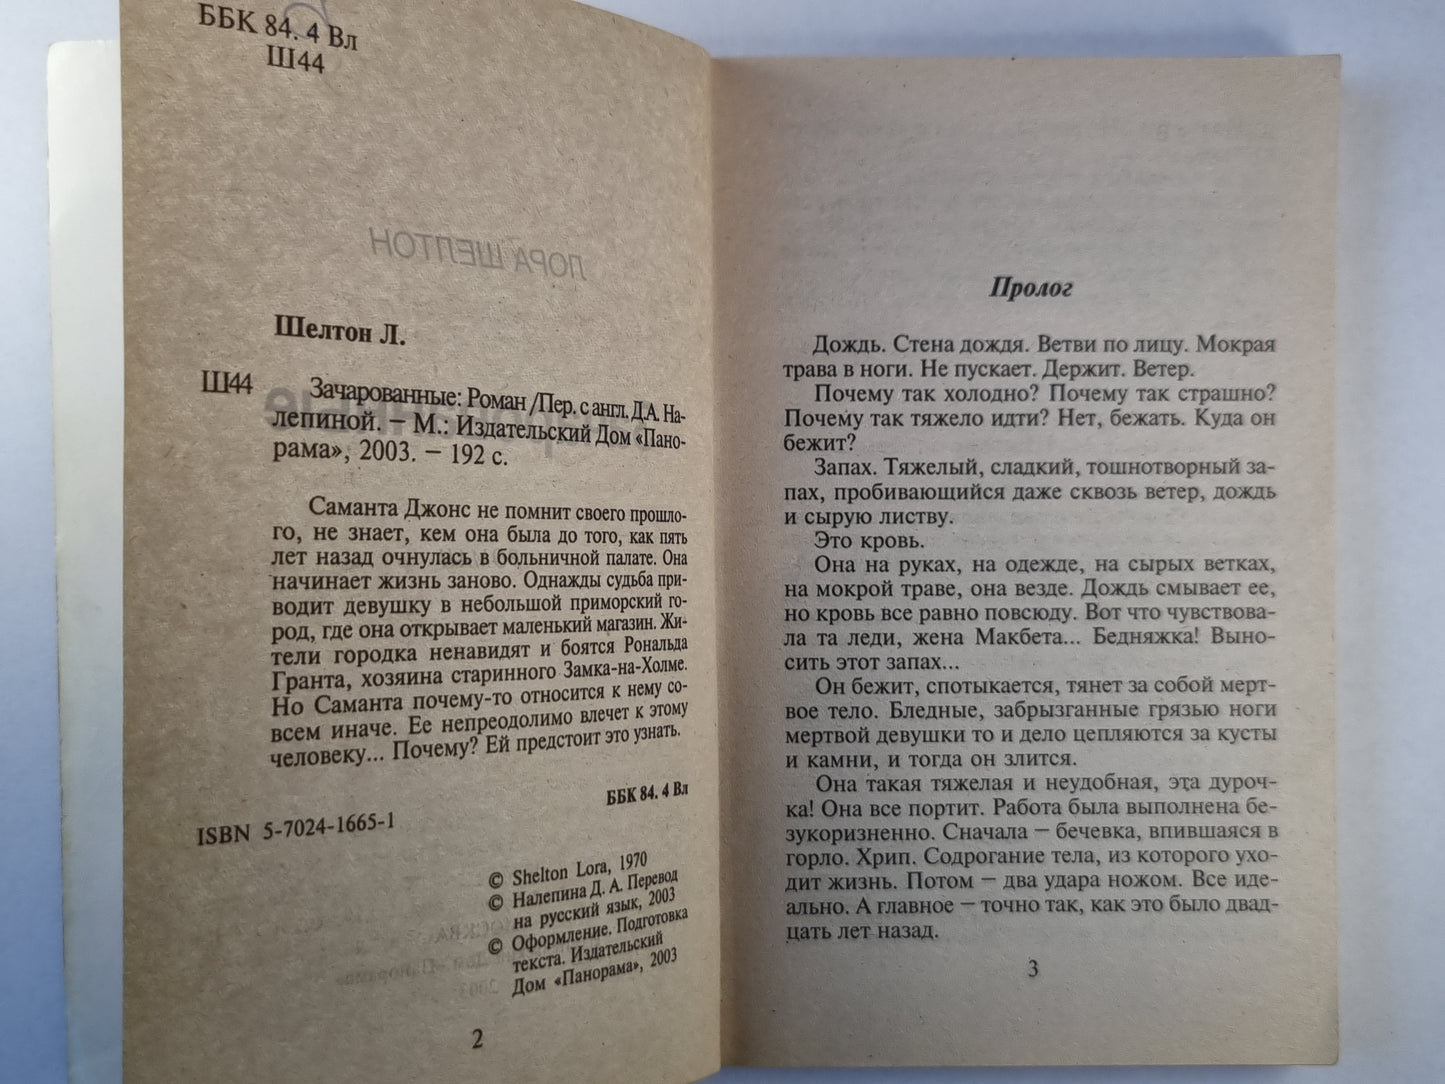 ББК 84. 4 Вл
Ш44
ЛОРА ШЕЛТОН
Шелтон Л.
Ш44 Зачарованные: Роман /Пер. с англ. Д.А. На-
лепиной. – М.: Издательский Дом «Пано-
рама», 2003. – 192 с.
Саманта Джонс не помнит своего прошло-
го, не знает, кем она была до того, как пять
лет назад очнулась в больничной палате. Она
начинает жизнь заново. Однажды судьба при-
водит девушку в небольшой приморский го-
род, где она открывает маленький магазин. Жи-
тели городка ненавидят и боятся Рональда
Гранта, хозяина старинного Замка-на-Холме.
Но Саманта почему-то относится к нему со-
всем иначе. Ее непреодолимо влечет к этому
человеку... Почему? Ей предстоит это узнать.
ББК 84. 4 Вл
ISBN 5-7024-1665-1
© Shelton Lora, 1970
© Налепина Д. А. Перевод
на русский язык, 2003
© Оформление. Подготовка
текста. Издательский
Дом «Панорама», 2003
2
Пролог
Дождь. Стена дождя. Ветви по лицу. Мокрая
трава в ноги. Не пускает. Держит. Ветер.
Почему так холодно? Почему так страшно?
Почему так тяжело идти? Нет, бежать. Куда он
бежит?
Запах. Тяжелый, сладкий, тошнотворный за-
пах, пробивающийся даже сквозь ветер, дождь
и сырую листву.
Это кровь.
Она на руках, на одежде, на сырых ветках,
на мокрой траве, она везде. Дождь смывает ее,
но кровь все равно повсюду. Вот что чувствова-
ла та леди, жена Макбета... Бедняжка! Выно-
сить этот запах...
Он бежит, спотыкается, тянет за собой мерт-
вое тело. Бледные, забрызганные грязью ноги
мертвой девушки то и дело цепляются за кусты
и камни, и тогда он злится.
Она такая тяжелая и неудобная, эта дуроч-
ка! Она все портит. Работа была выполнена бе-
зукоризненно. Сначала – бечевка, впившаяся в
горло. Хрип. Содрогание тела, из которого ухо-
дит жизнь. Потом – два удара ножом. Все иде-
ально. А главное – точно так, как это было двад-
цать лет назад.
3